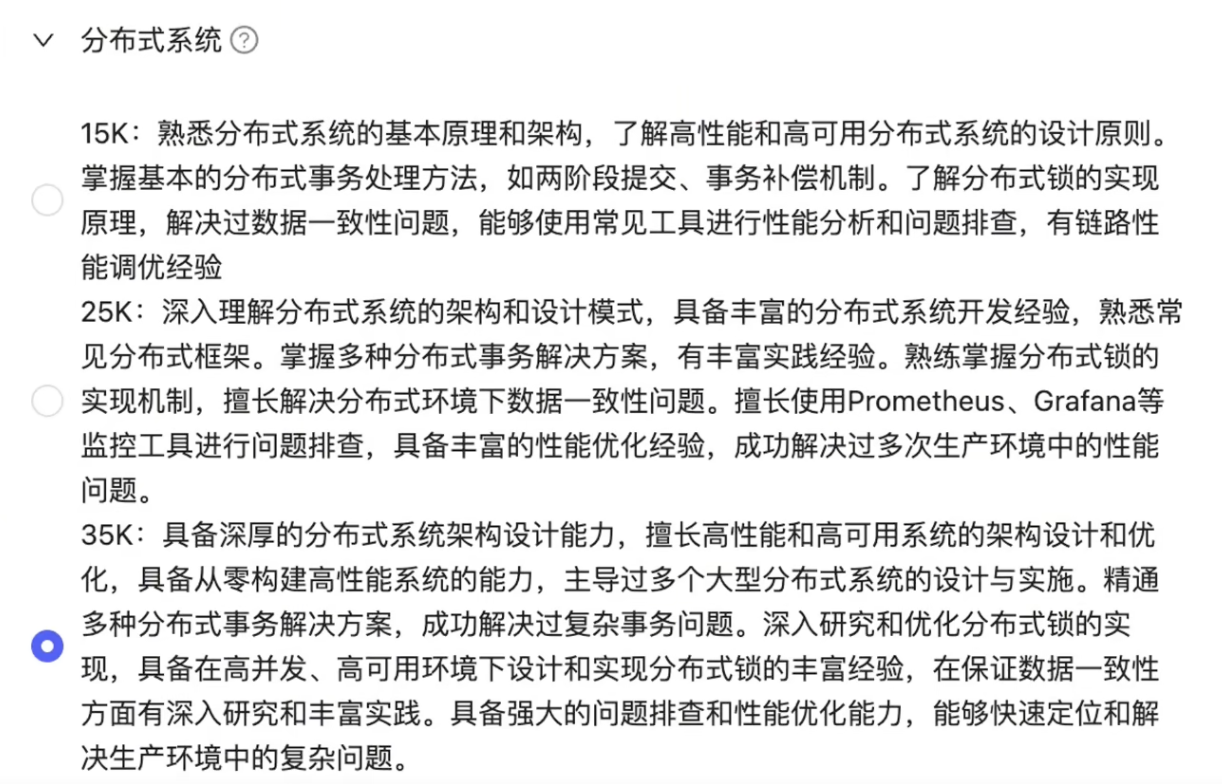 分布式系统 ?
15K：熟悉分布式系统的基本原理和架构，了解高性能和高可用分布式系统的设计原则。
掌握基本的分布式事务处理方法，如两阶段提交、事务补偿机制。了解分布式锁的实现
原理，解决过数据一致性问题，能够使用常见工具进行性能分析和问题排查，有链路性
能调优经验
25K：深入理解分布式系统的架构和设计模式，具备丰富的分布式系统开发经验，熟悉常
见分布式框架。掌握多种分布式事务解决方案，有丰富实践经验。熟练掌握分布式锁的
实现机制，擅长解决分布式环境下数据一致性问题。擅长使用Prometheus、Grafana等
监控工具进行问题排查，具备丰富的性能优化经验，成功解决过多次生产环境中的性能
问题。
35K：具备深厚的分布式系统架构设计能力，擅长高性能和高可用系统的架构设计和优
化，具备从零构建高性能系统的能力，主导过多个大型分布式系统的设计与实施。精通
多种分布式事务解决方案，成功解决过复杂事务问题。深入研究和优化分布式锁的实
现，具备在高并发、高可用环境下设计和实现分布式锁的丰富经验，在保证数据一致性
方面有深入研究和丰富实践。具备强大的问题排查和性能优化能力，能够快速定位和解
决生产环境中的复杂问题。